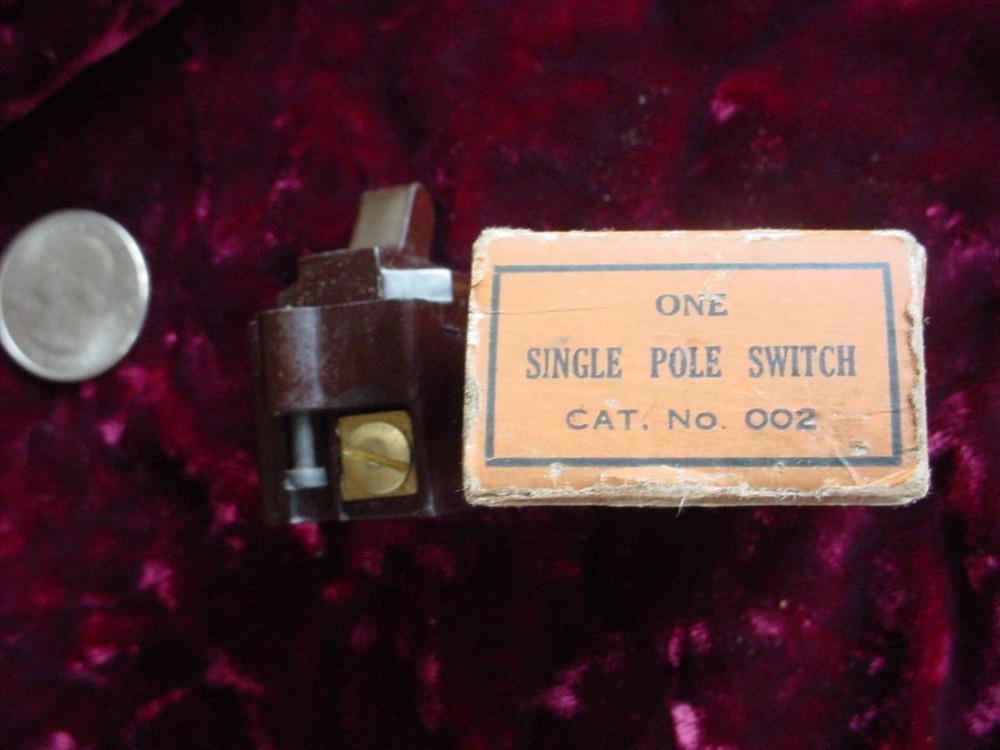 ONE
SINGLE POLE SWITCH
CAT. No. 002